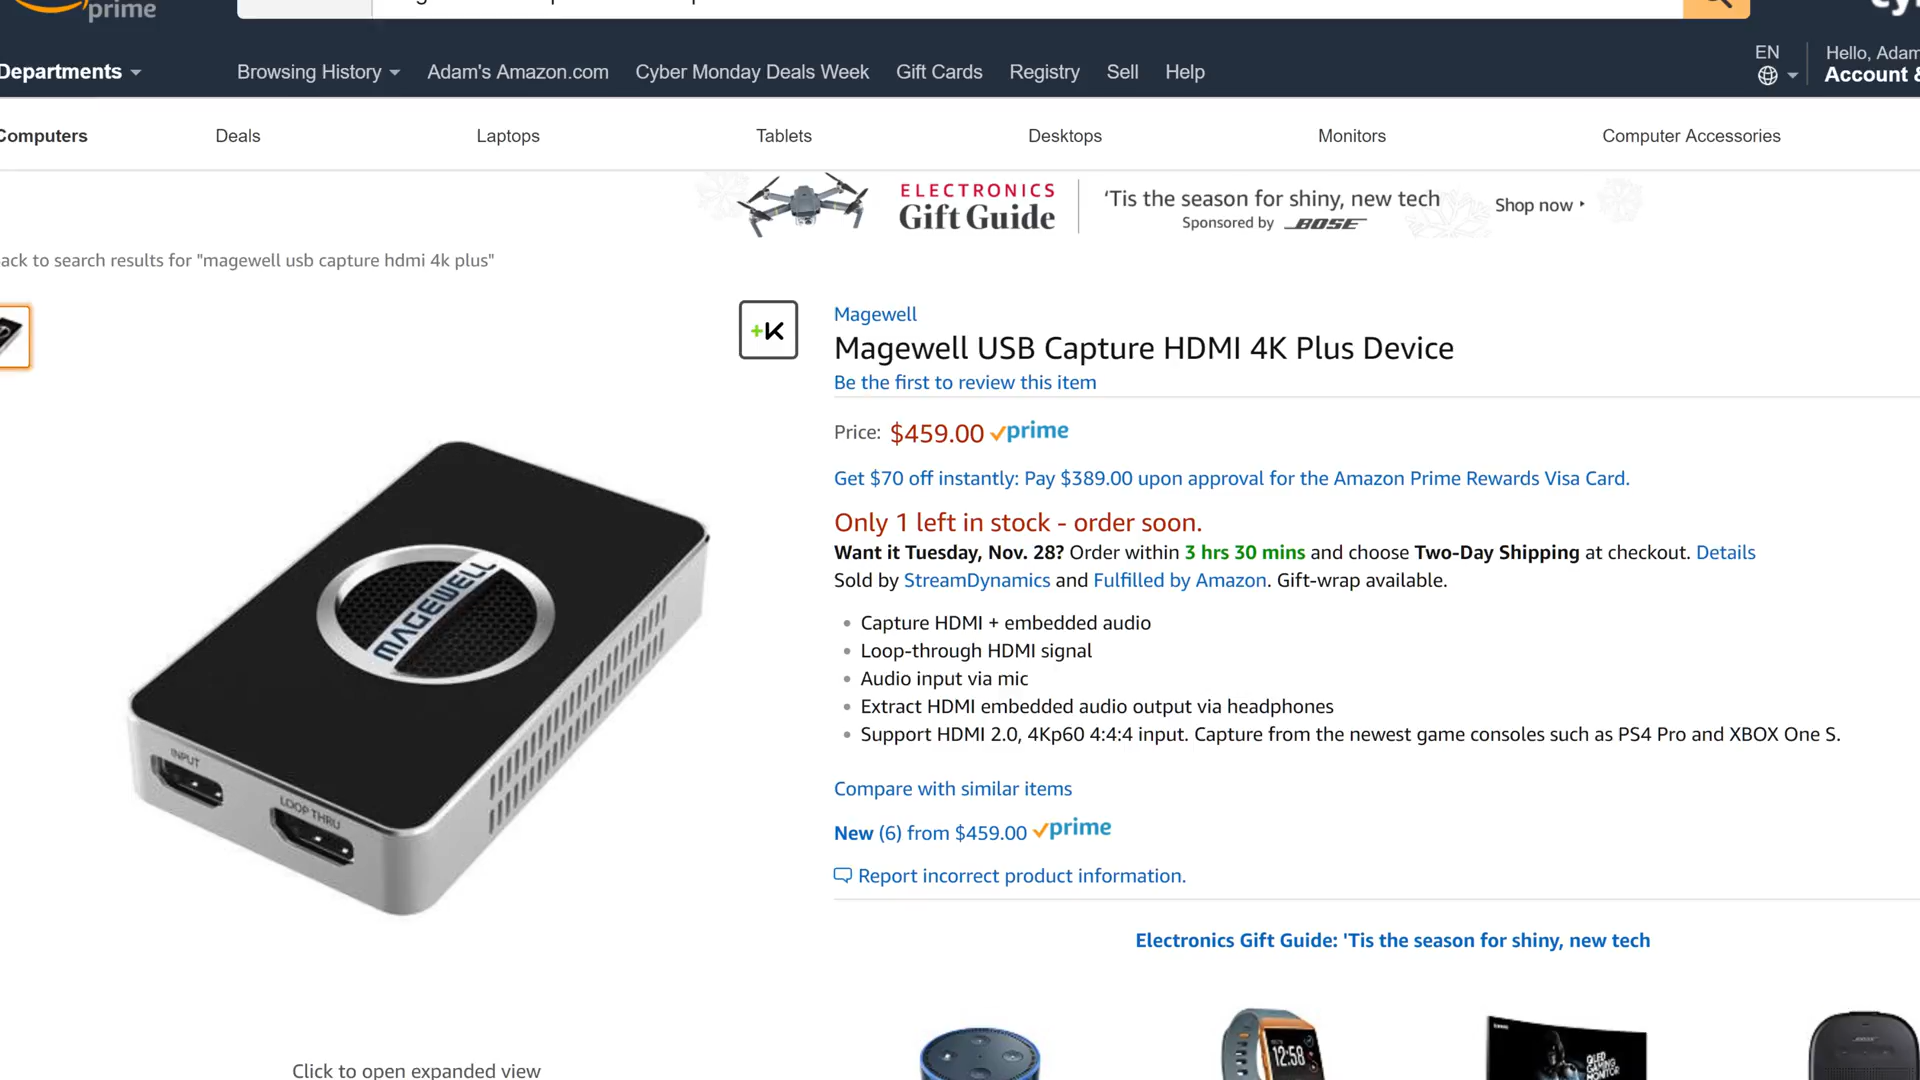 prime
Departments
Browsing History
Adam's Amazon.com
Cyber Monday Deals Week
Gift Cards
Registry
Sell
Help
EN
Hello, Adam
Account &
Computers
Deals
Laptops
Tablets
Desktops
Monitors
Computer Accessories
ELECTRONICS
Gift Guide
'Tis the season for shiny, new tech
Sponsored by BOSE
Shop now
ack to search results for "magewell usb capture hdmi 4k plus"
+K
Magewell
Magewell USB Capture HDMI 4K Plus Device
Be the first to review this item
Price: $459.00 prime
Get $70 off instantly: Pay $389.00 upon approval for the Amazon Prime Rewards Visa Card.
Only 1 left in stock - order soon.
Want it Tuesday, Nov. 28? Order within 3 hrs 30 mins and choose Two-Day Shipping at checkout. Details
Sold by StreamDynamics and Fulfilled by Amazon. Gift-wrap available.
Capture HDMI + embedded audio
Loop-through HDMI signal
Audio input via mic
Extract HDMI embedded audio output via headphones
Support HDMI 2.0, 4Kp60 4:4:4 input. Capture from the newest game consoles such as PS4 Pro and XBOX One S.
Compare with similar items
New (6) from $459.00 prime
Report incorrect product information.
MAGEWELL
INPUT
LOOP THRU
Electronics Gift Guide: 'Tis the season for shiny, new tech
12:58
QLED
GAMING
MONITOR
BOSE
Click to open expanded view